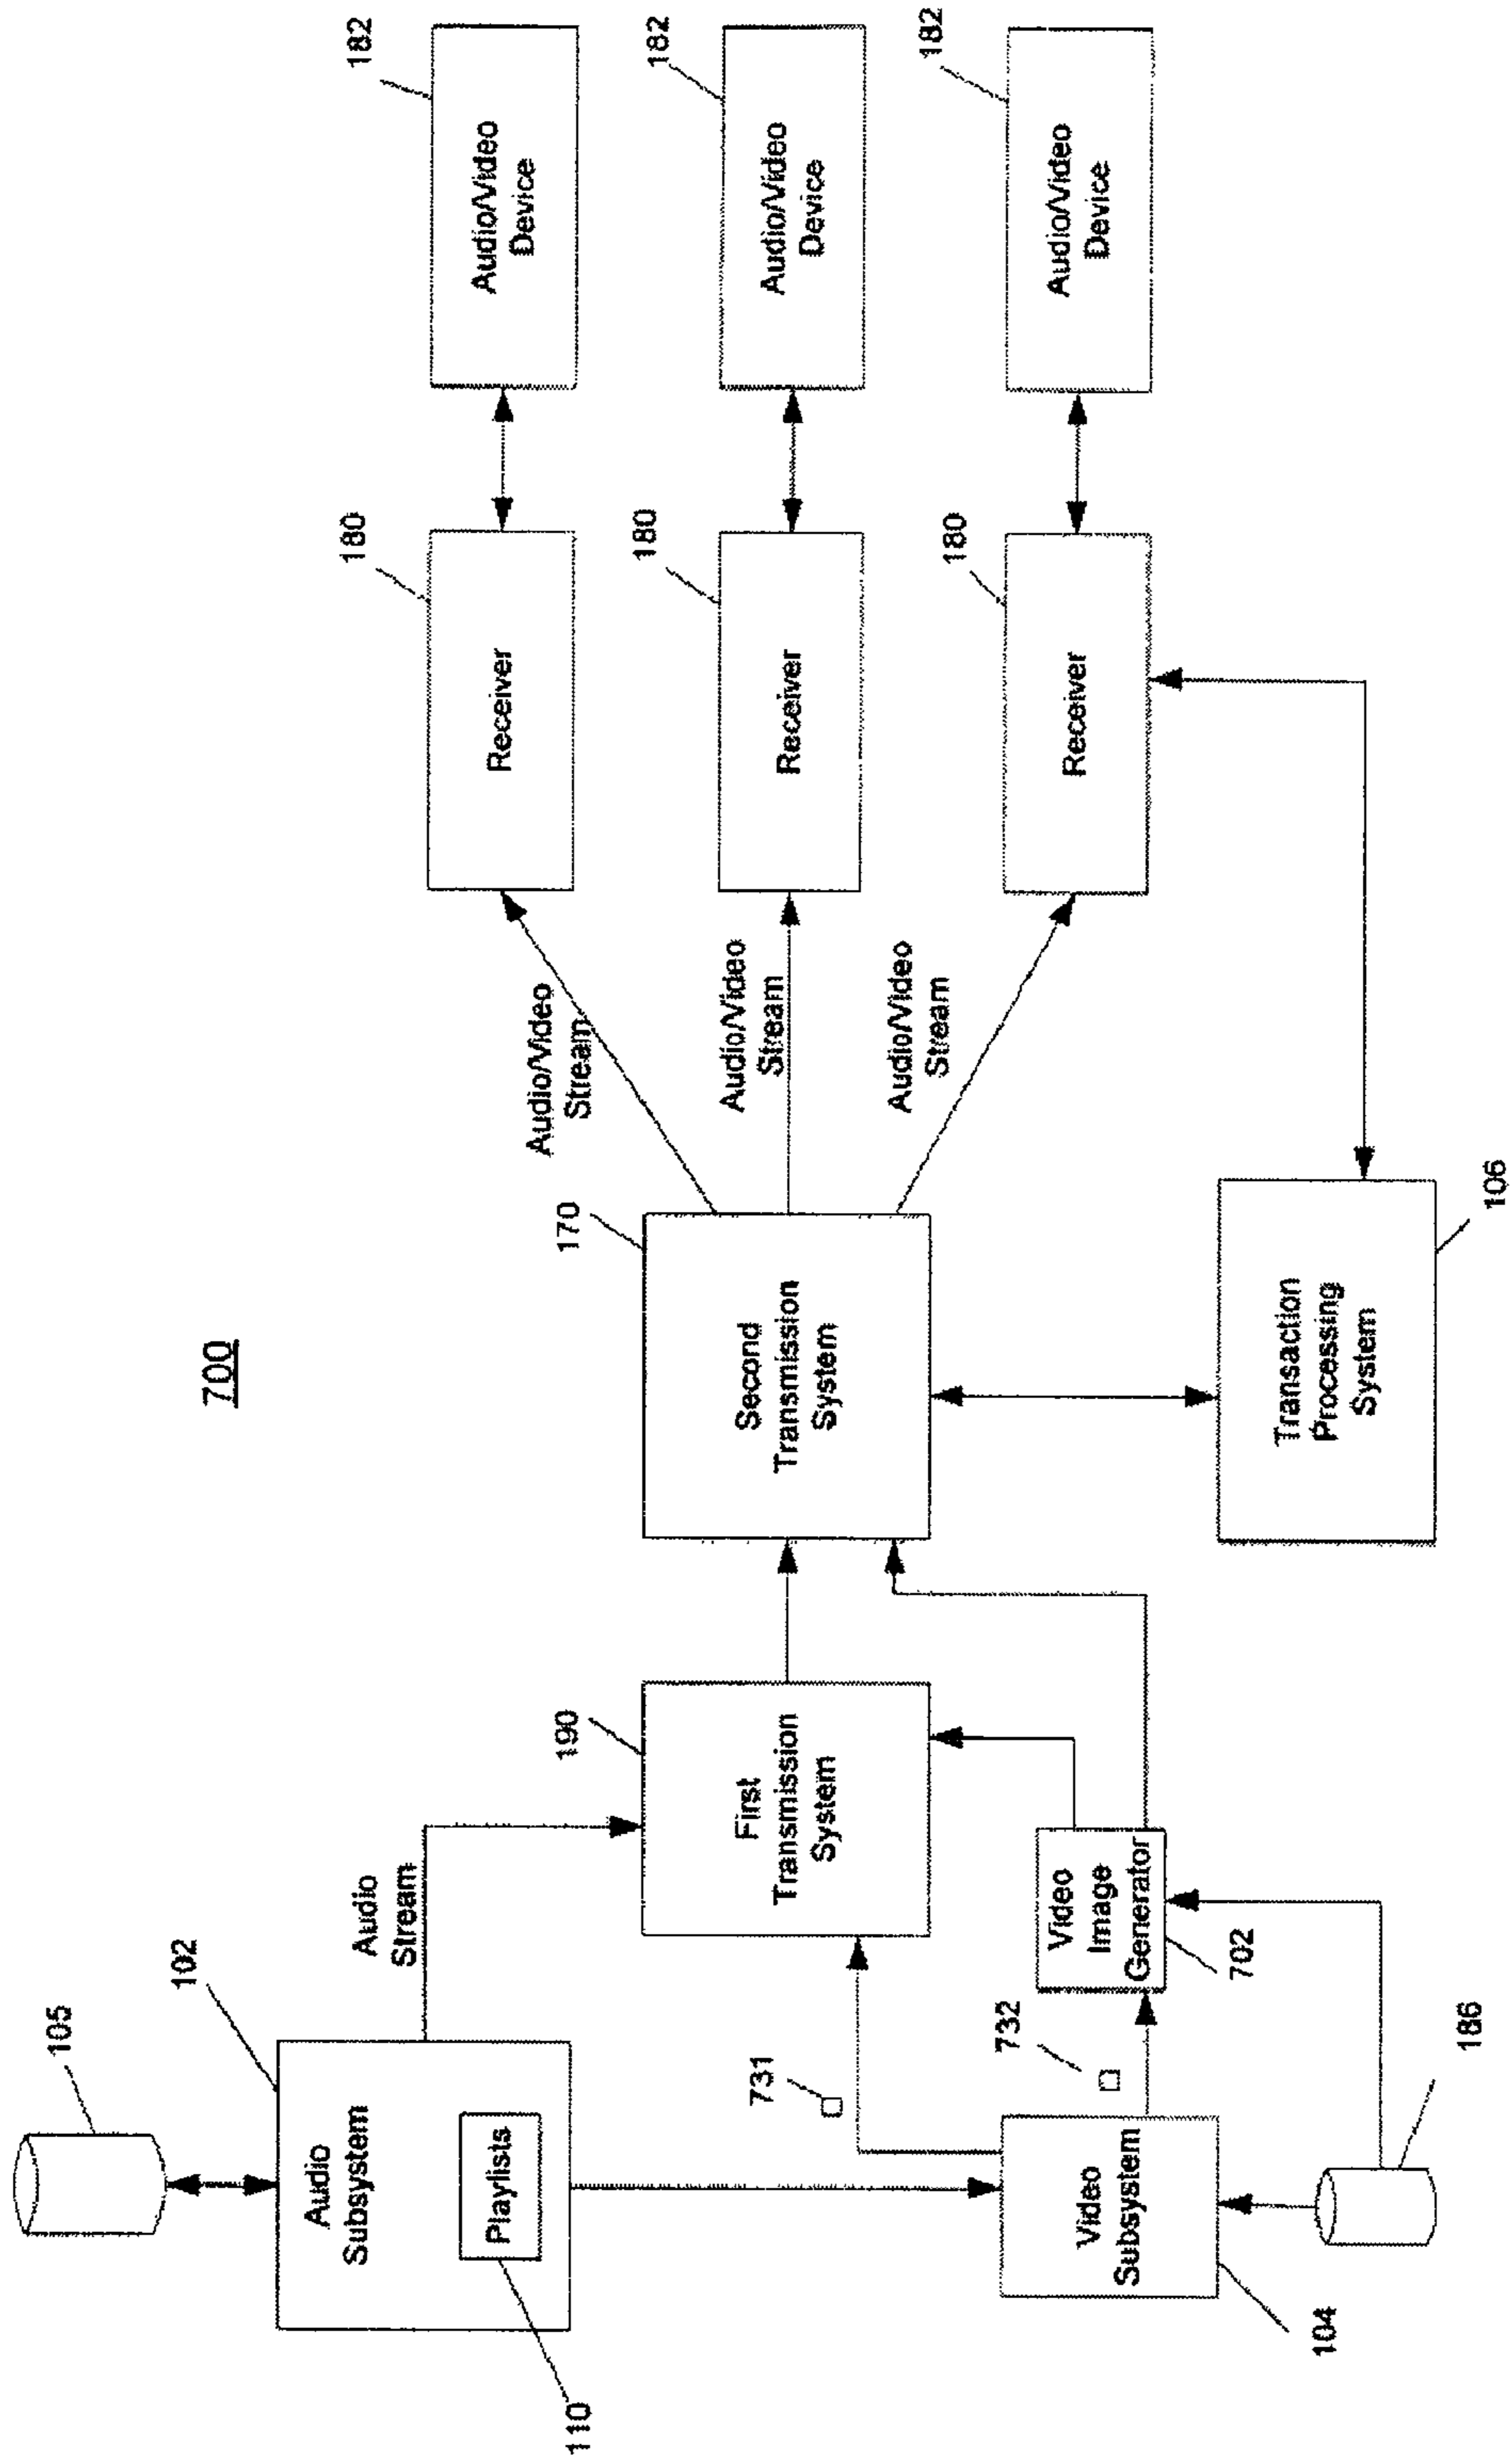 700
105
102
Audio
Subsystem
Playlists
110
Audio
Stream
190
First
Transmission
System
731
732
Video
Subsystem
104
186
Video
Image
Generator
702
170
Second
Transmission
System
Transaction
Processing
System
106
Audio/Video
Stream
Audio/Video
Stream
Audio/Video
Stream
180
Receiver
180
Receiver
180
Receiver
182
Audio/Video
Device
182
Audio/Video
Device
182
Audio/Video
Device